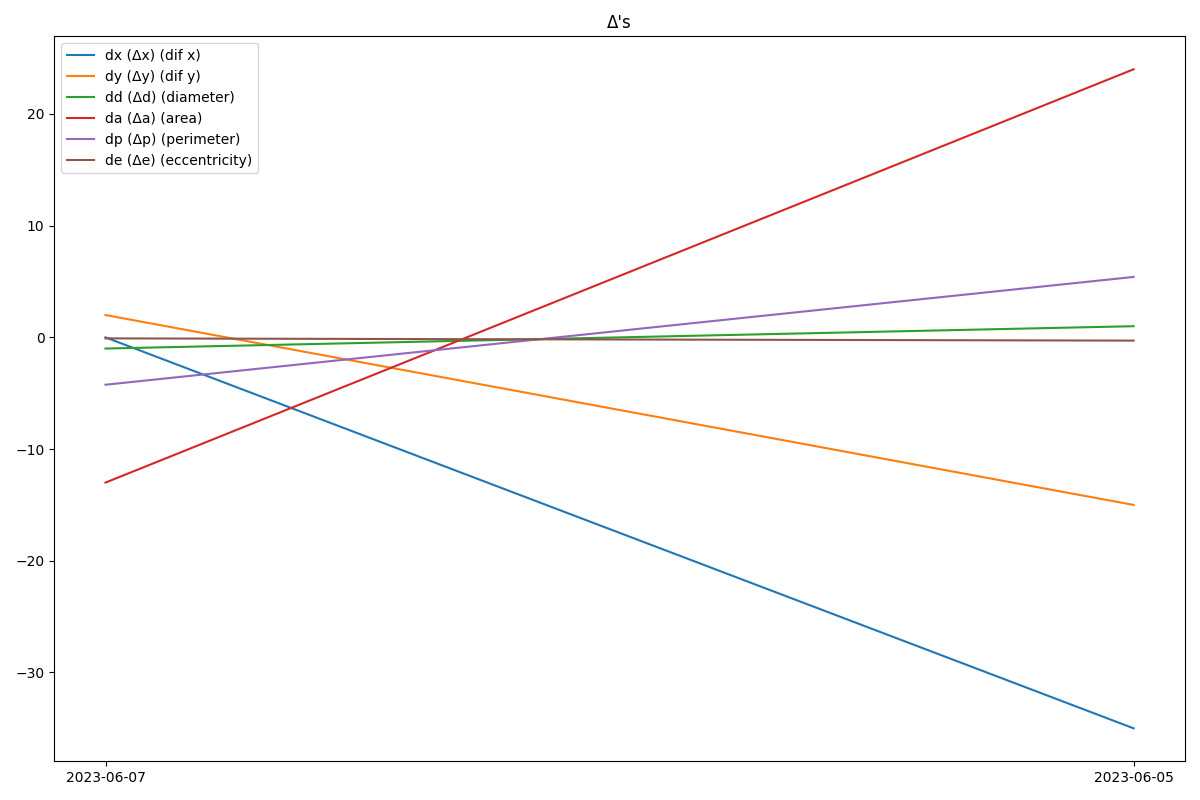 Δ's
dx (Δx) (dif x)
dy (Δy) (dif y)
dd (Δd) (diameter)
da (Δa) (area)
dp (Δp) (perimeter)
de (Δe) (eccentricity)
20
10
0
−10
−20
−30
2023-06-07
2023-06-05